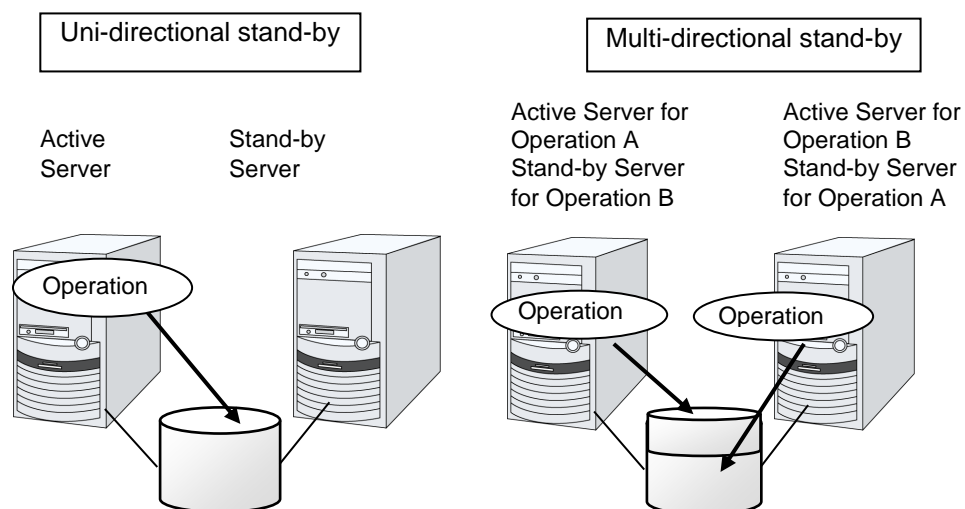 Uni-directional stand-by
Multi-directional stand-by
Active
Server
Stand-by
Server
Active Server for
Operation A
Stand-by Server
for Operation B
Active Server for
Operation B
Stand-by Server
for Operation A
Operation
Operation
Operation